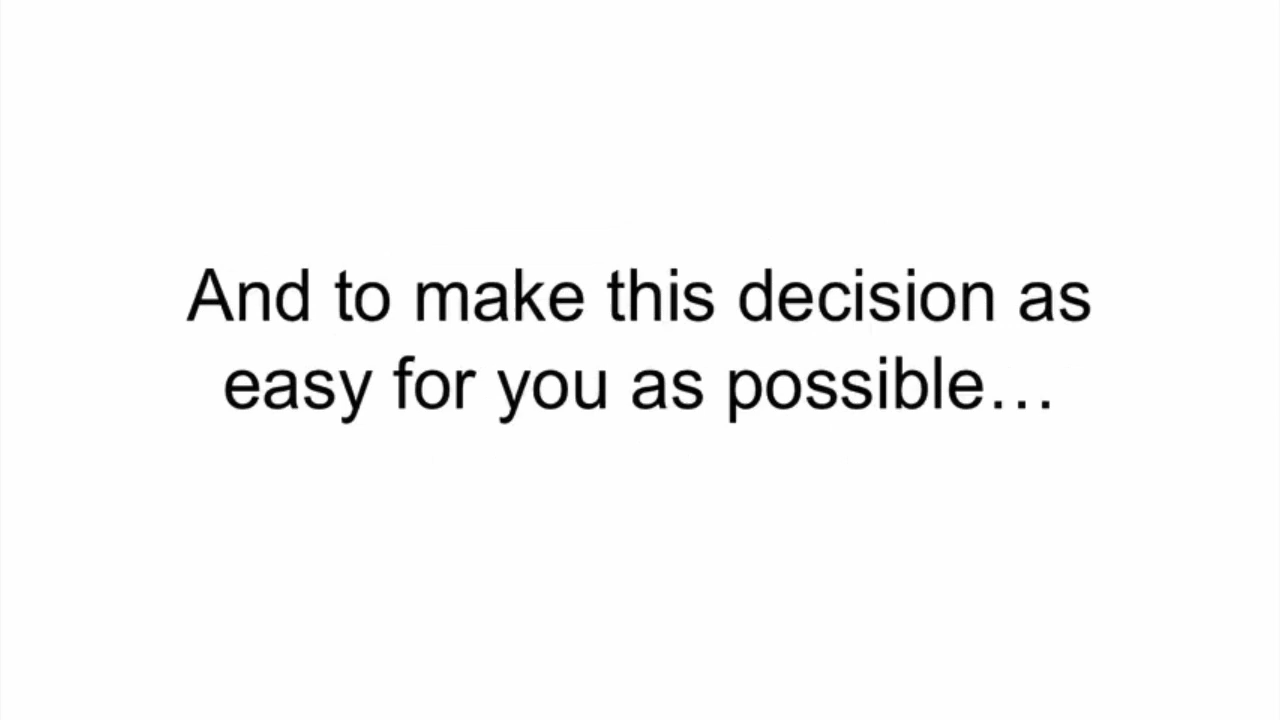 And to make this decision as
easy for you as possible…